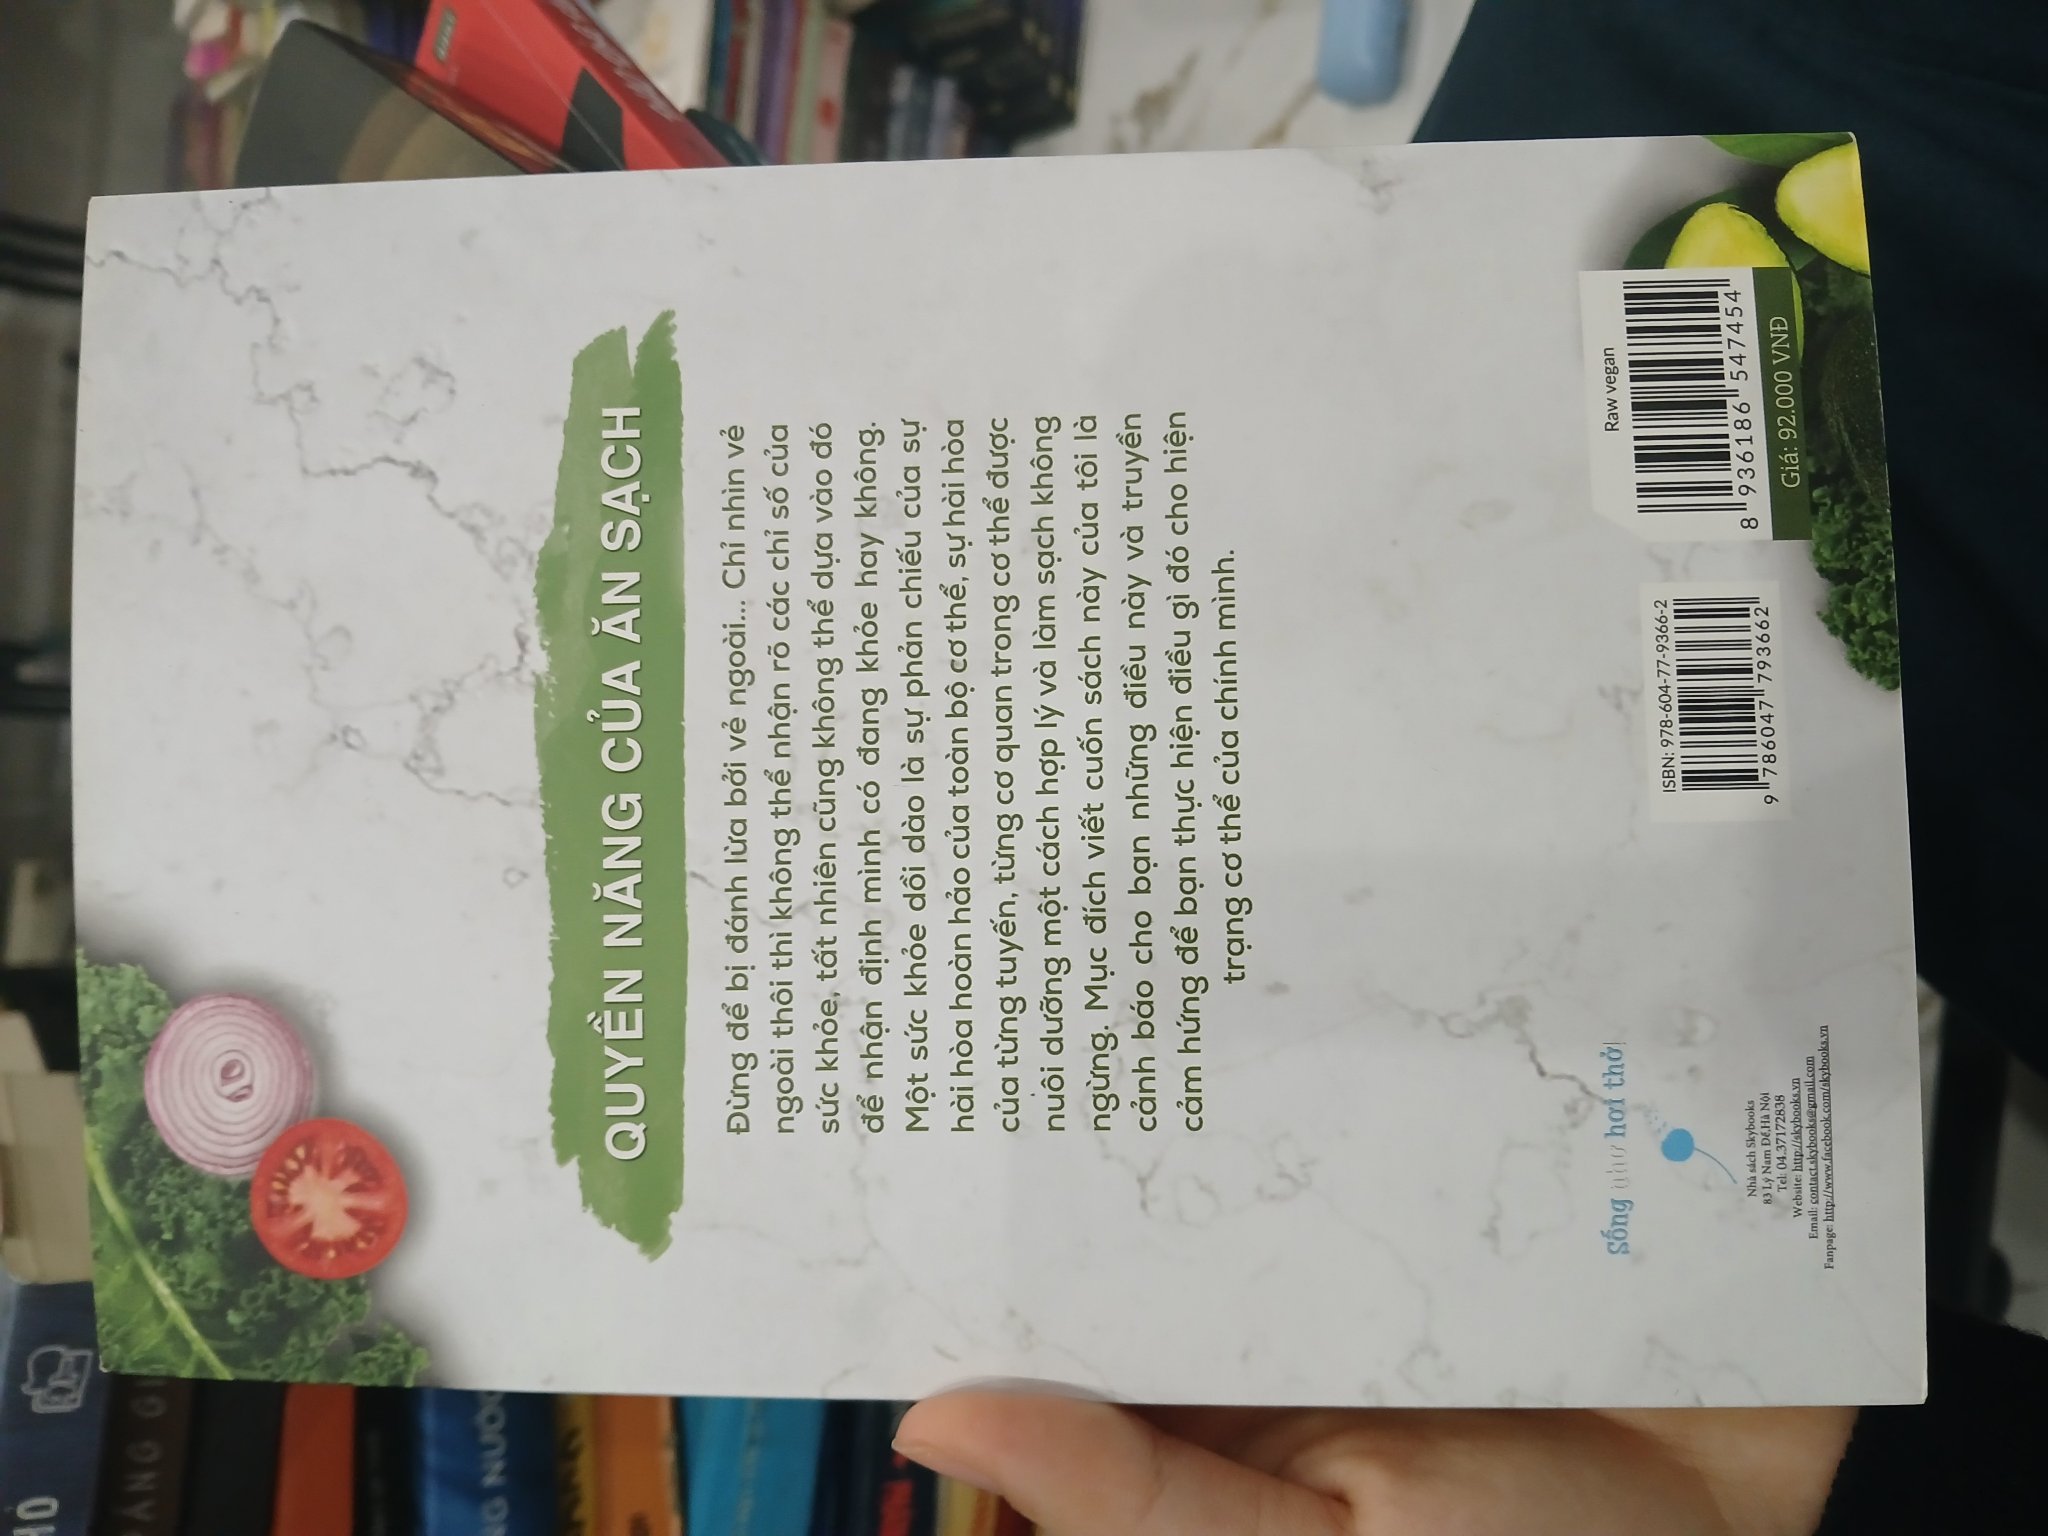 QUYỀN NĂNG CỦA ĂN SẠCH
Đừng để bị đánh lừa bởi vẻ ngoài... Chỉ nhìn vẻ
ngoài thôi thì không thể nhận rõ các chỉ số của
sức khỏe, tất nhiên cũng không thể dựa vào đó
để nhận định mình có đang khỏe hay không.
Một sức khỏe dồi dào là sự phản chiếu của sự
hài hòa hoàn hảo của toàn bộ cơ thể, sự hài hòa
của từng tuyến, từng cơ quan trong cơ thể được
nuôi dưỡng một cách hợp lý và làm sạch không
ngừng. Mục đích viết cuốn sách này của tôi là
cảnh báo cho bạn những điều này và truyền
cảm hứng để bạn thực hiện điều gì đó cho hiện
trạng cơ thể của chính mình.
Sống như hơi thở!
Nhà sách Skybooks
83 Lý Nam Đế, Hà Nội
Tel: 04.37172838
Website: http://skybooks.vn
Email: contact.skybooks@gmail.com
Fanpage: http://www.facebook.com/skybooks.vn
ISBN: 978-604-77-9366-2
9 786047 793662
Raw vegan
8 936186 547454
Giá: 92.000 VNĐ